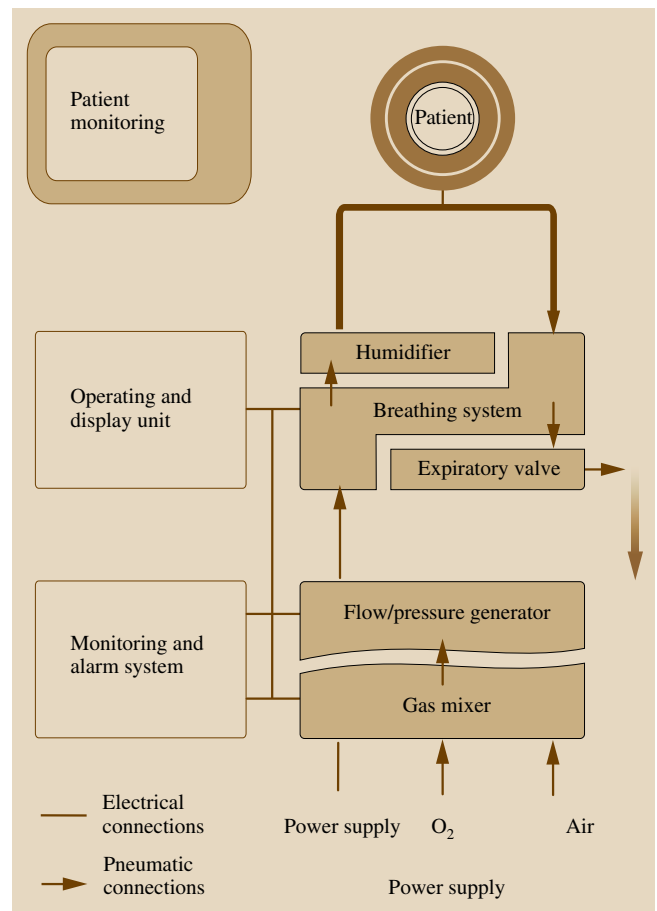 Patient
monitoring
Patient
Humidifier
Operating and
display unit
Breathing system
Expiratory valve
Flow/pressure generator
Monitoring and
alarm system
Gas mixer
Electrical
connections
Power supply
O₂
Air
Pneumatic
connections
Power supply